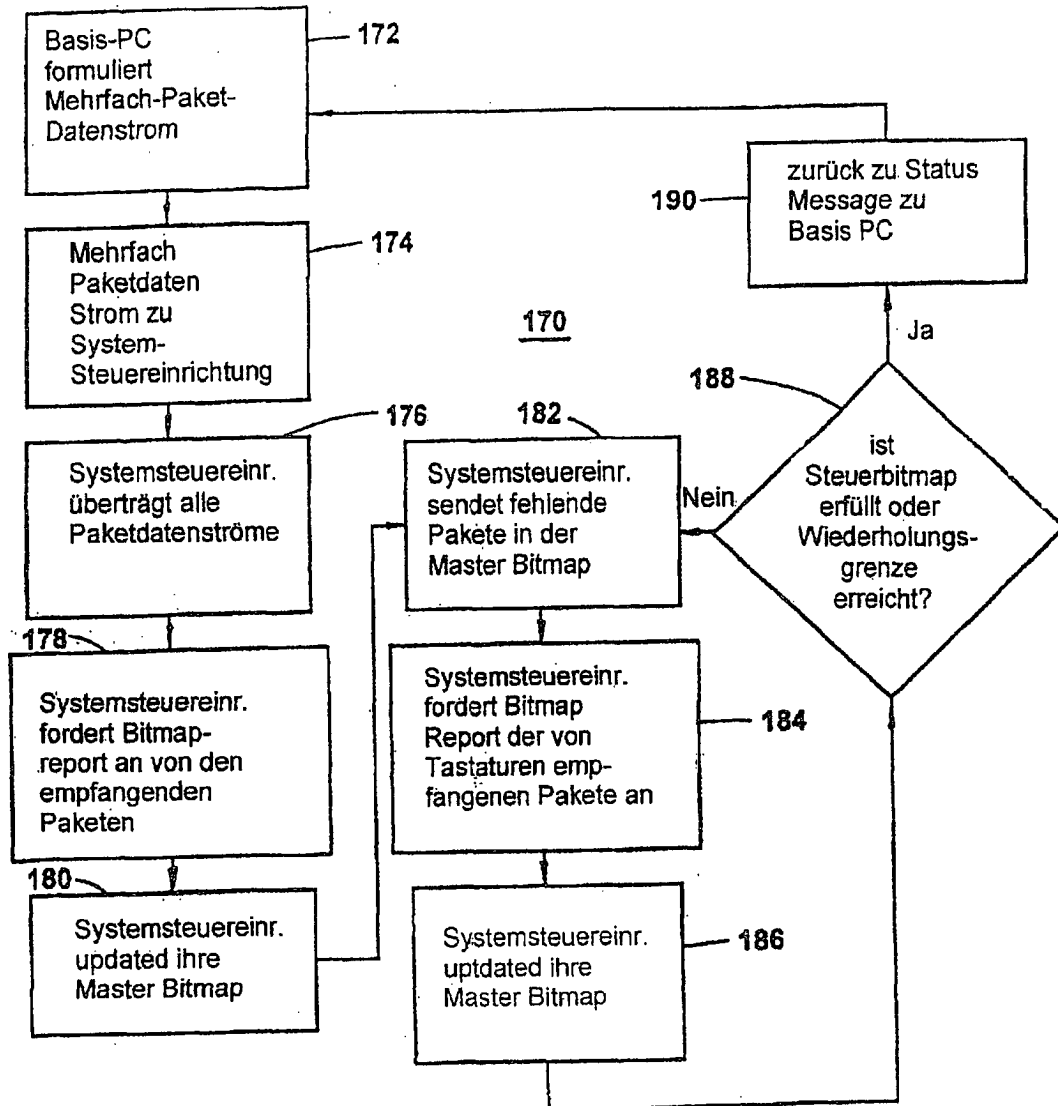 Basis-PC
formuliert
Mehrfach-Paket-
Datenstrom
172
Mehrfach
Paketdaten
Strom zu
System-
Steuereinrichtung
174
170
Systemsteuereinr.
überträgt alle
Paketdatenströme
176
178
Systemsteuereinr.
fordert Bitmap-
report an von den
empfangenden
Paketen
180
Systemsteuereinr.
updated ihre
Master Bitmap
182
Systemsteuereinr.
sendet fehlende
Pakete in der
Master Bitmap
Systemsteuereinr.
fordert Bitmap
Report der von
Tastaturen emp-
fangenen Pakete an
184
Systemsteuereinr.
uptdated ihre
Master Bitmap
186
188
ist
Steuerbitmap
erfüllt oder
Wiederholungs-
grenze
erreicht?
Nein
Ja
190
zurück zu Status
Message zu
Basis PC